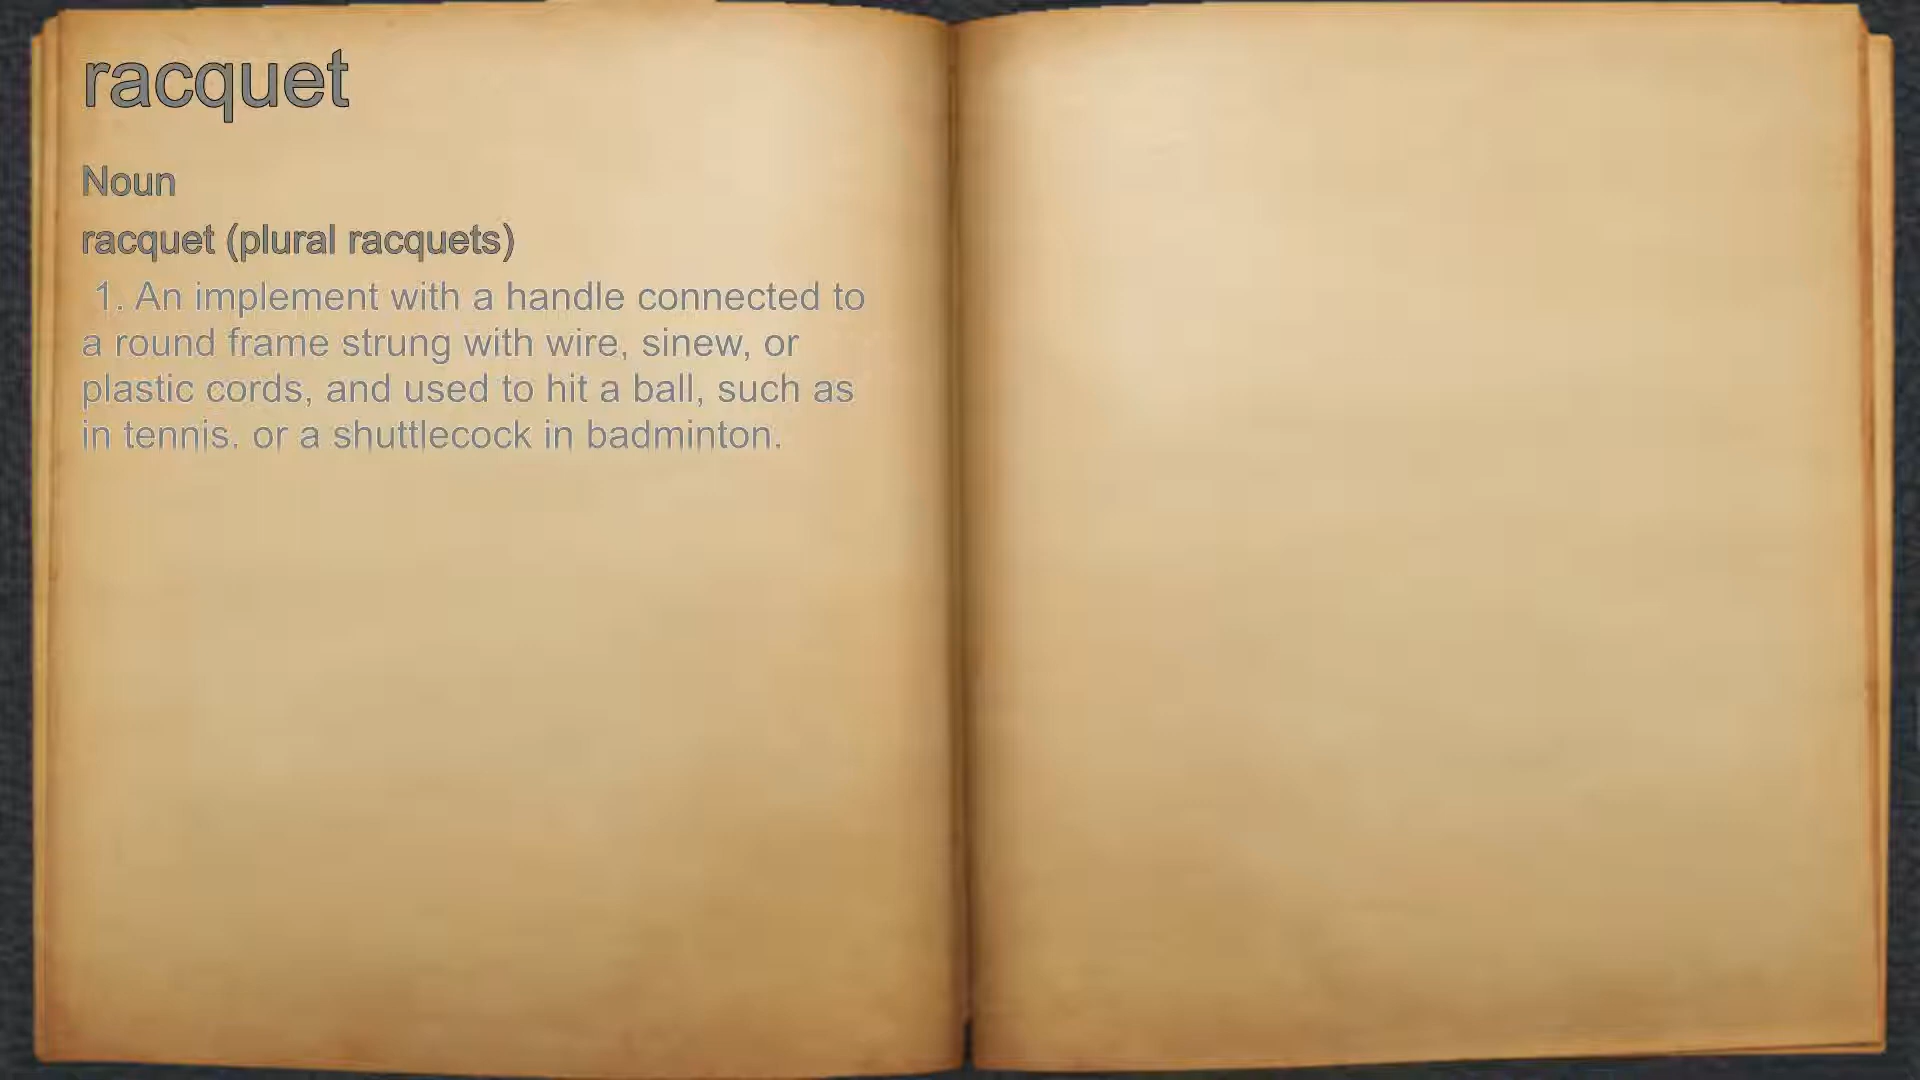 racquet
Noun
racquet (plural racquets)
1. An implement with a handle connected to
a round frame strung with wire, sinew, or
plastic cords, and used to hit a ball, such as
in tennis. or a shuttlecock in badminton.